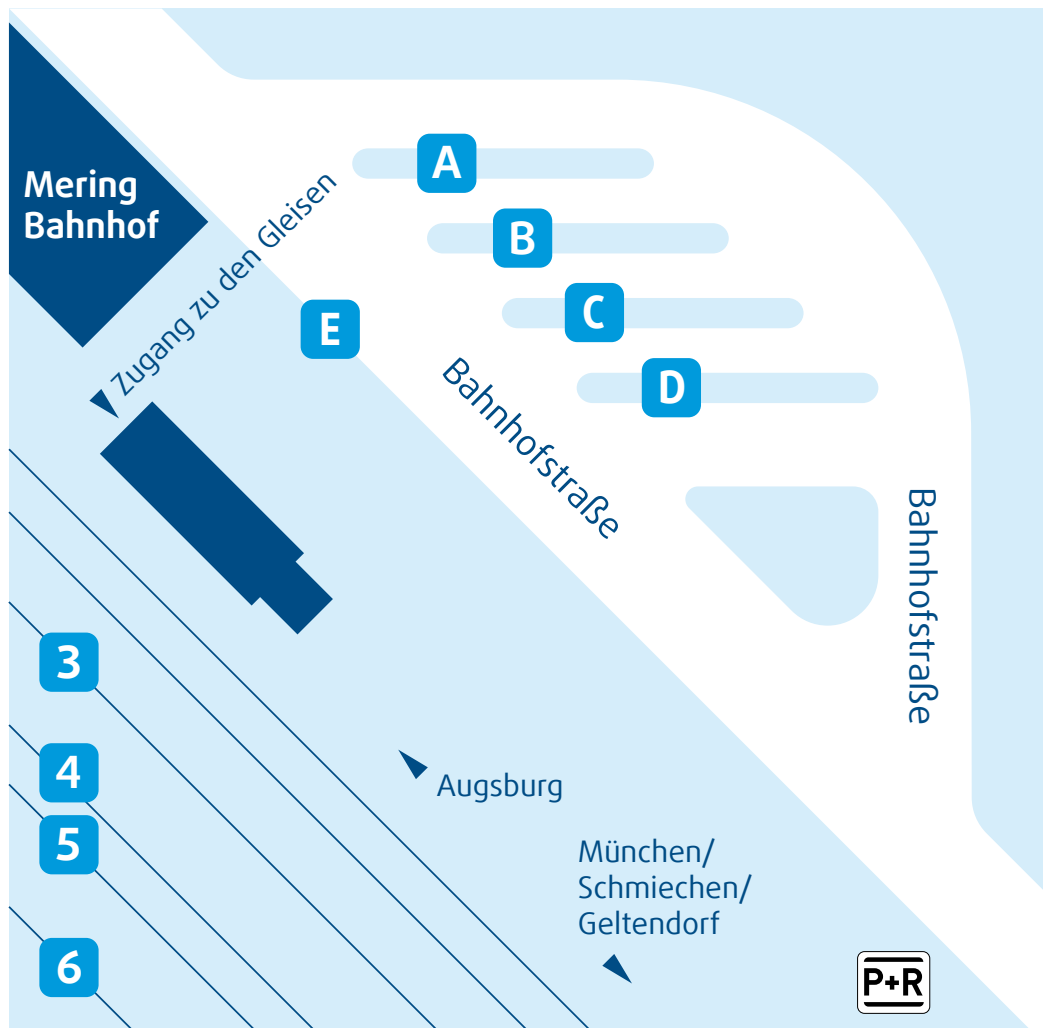 Mering
Bahnhof
Zugang zu den Gleisen
A
B
C
D
E
Bahnhofstraße
Bahnhofstraße
3
4
5
6
Augsburg
München/
Schmiechen/
Geltendorf
P+R